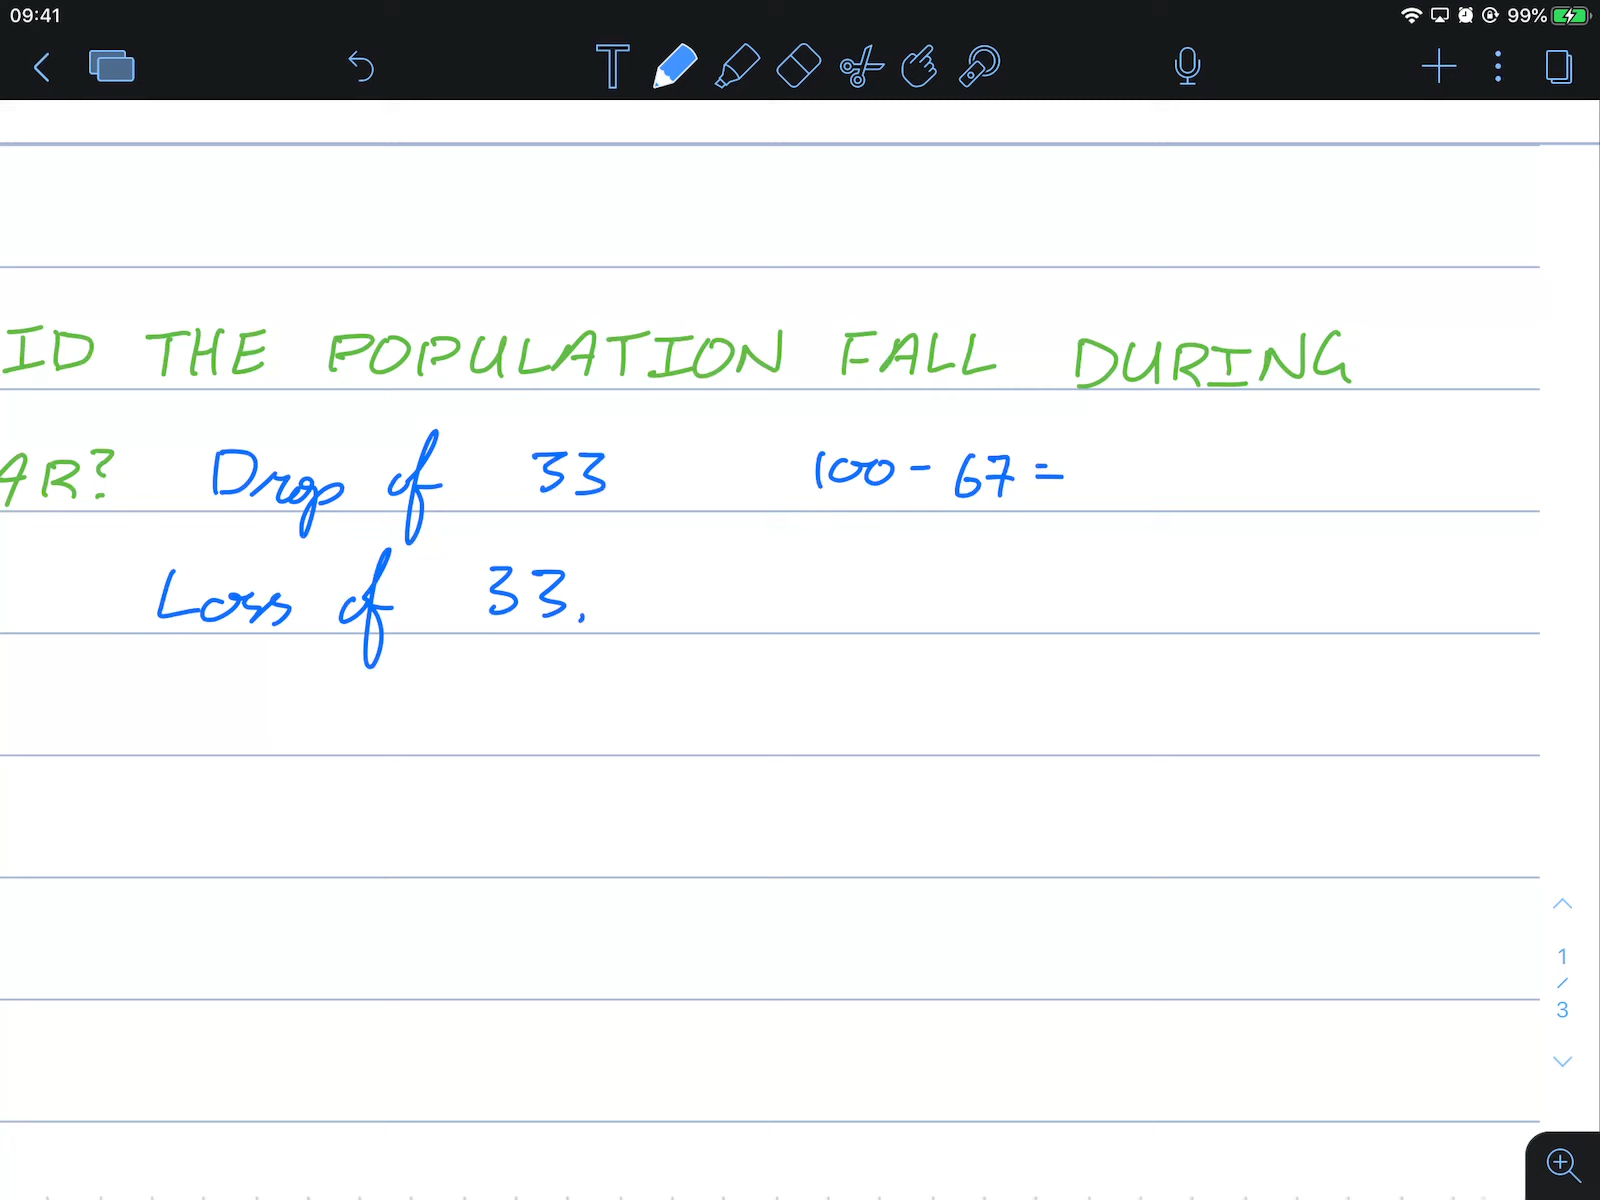 09:41 99%
ID THE POPULATION FALL DURING
AR? Drop of 33 100 - 67 =
Loss of 33.
1
/
3